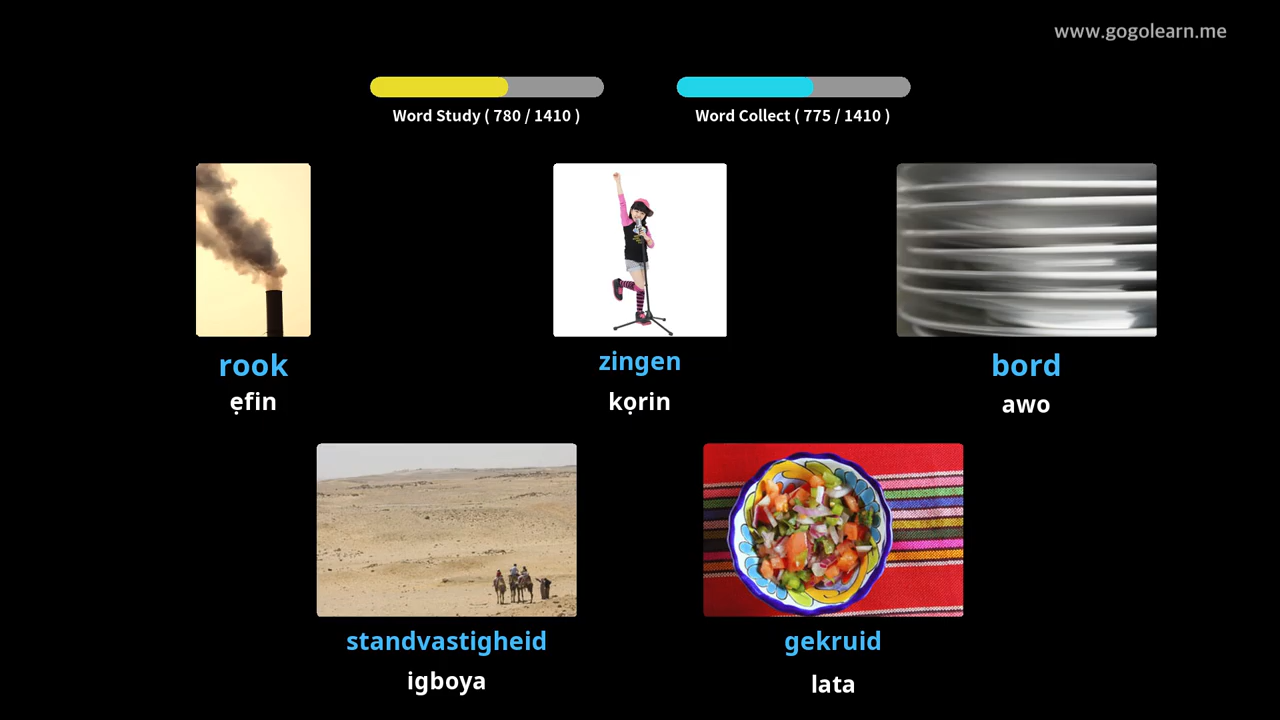 www.gogolearn.me
Word Study ( 780 / 1410 )
Word Collect ( 775 / 1410 )
rook
ẹfin
zingen
kọrin
bord
awo
standvastigheid
igboya
gekruid
lata